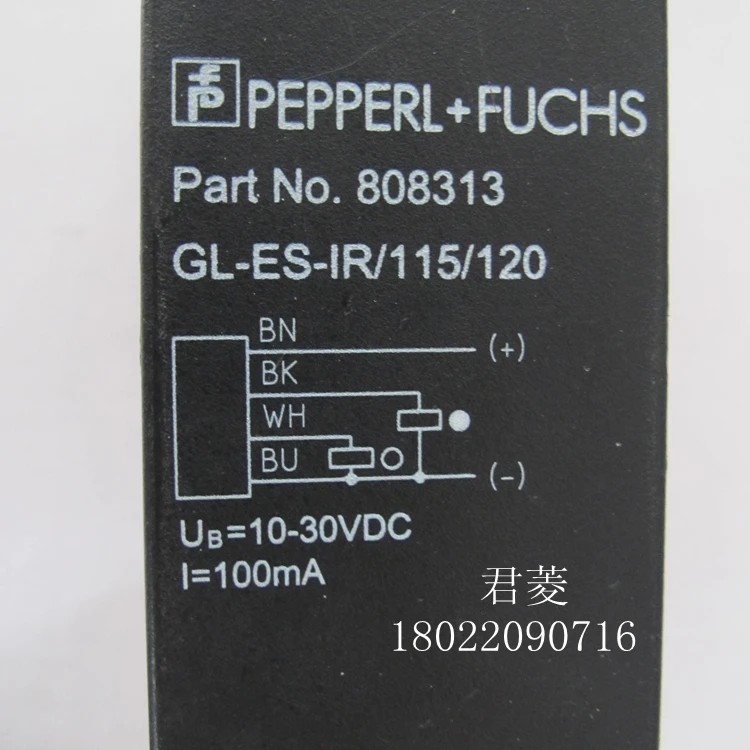 PEPPERL+FUCHS
Part No. 808313
GL-ES-IR/115/120
BN
(+)
BK
WH
BU
(-)
UB=10-30VDC
I=100mA
君菱
18022090716